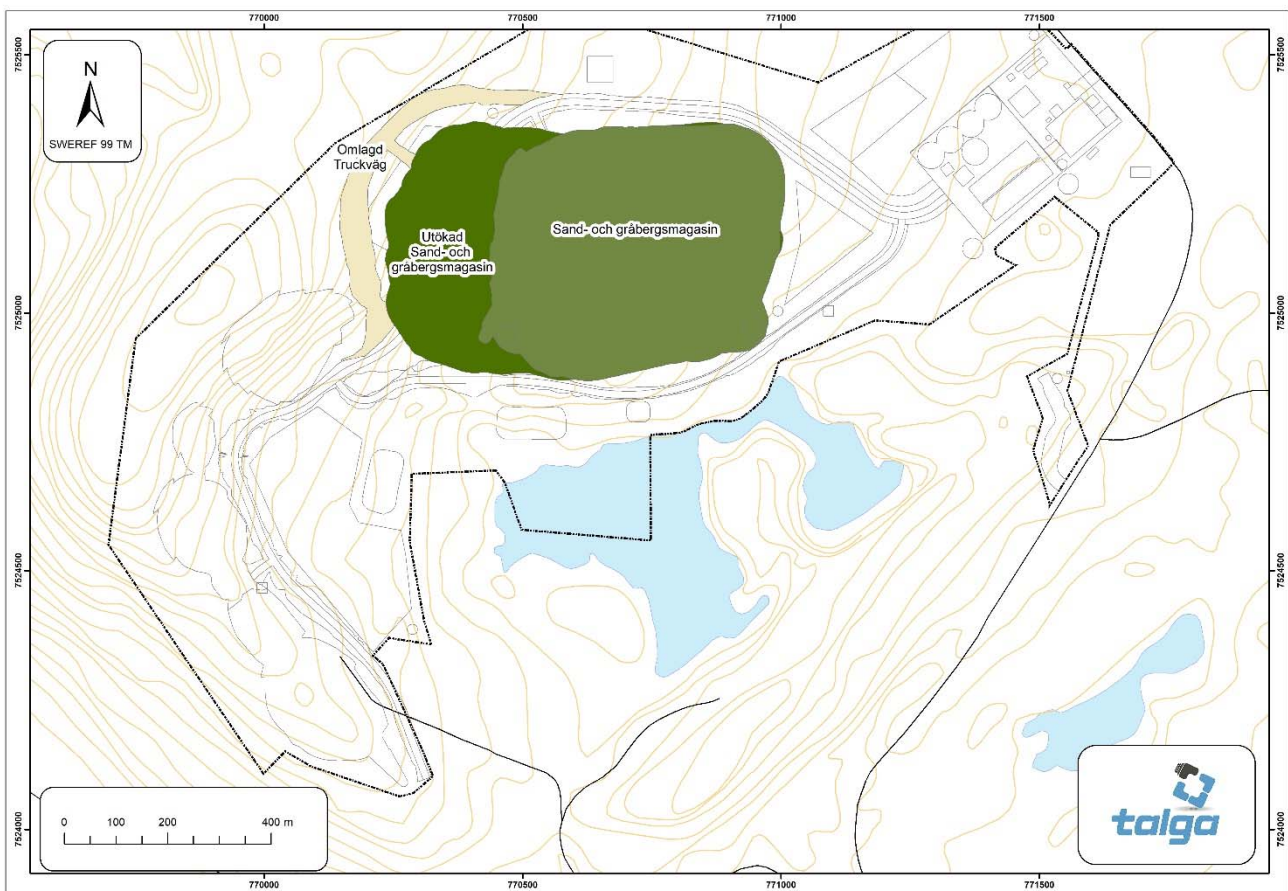 770000
770500
771000
771500
7525500
7525500
N
SWEREF 99 TM
Omlagd
Truckväg
Sand- och gråbergsmagasin
Utökad
Sand- och
gråbergsmagasin
7525000
7525000
7524500
7524500
0 100 200 400 m
talga
7524000
7524000
770000
770500
771000
771500